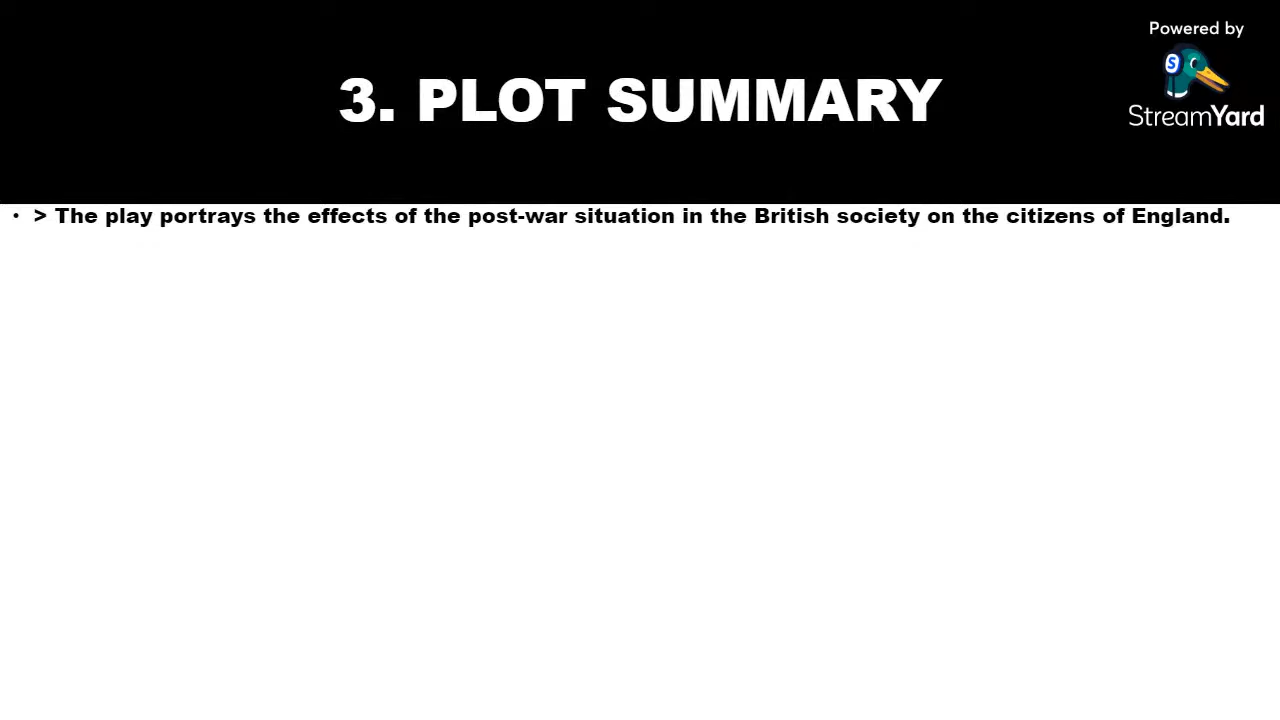 Powered by
S
StreamYard
3. PLOT SUMMARY
• > The play portrays the effects of the post-war situation in the British society on the citizens of England.